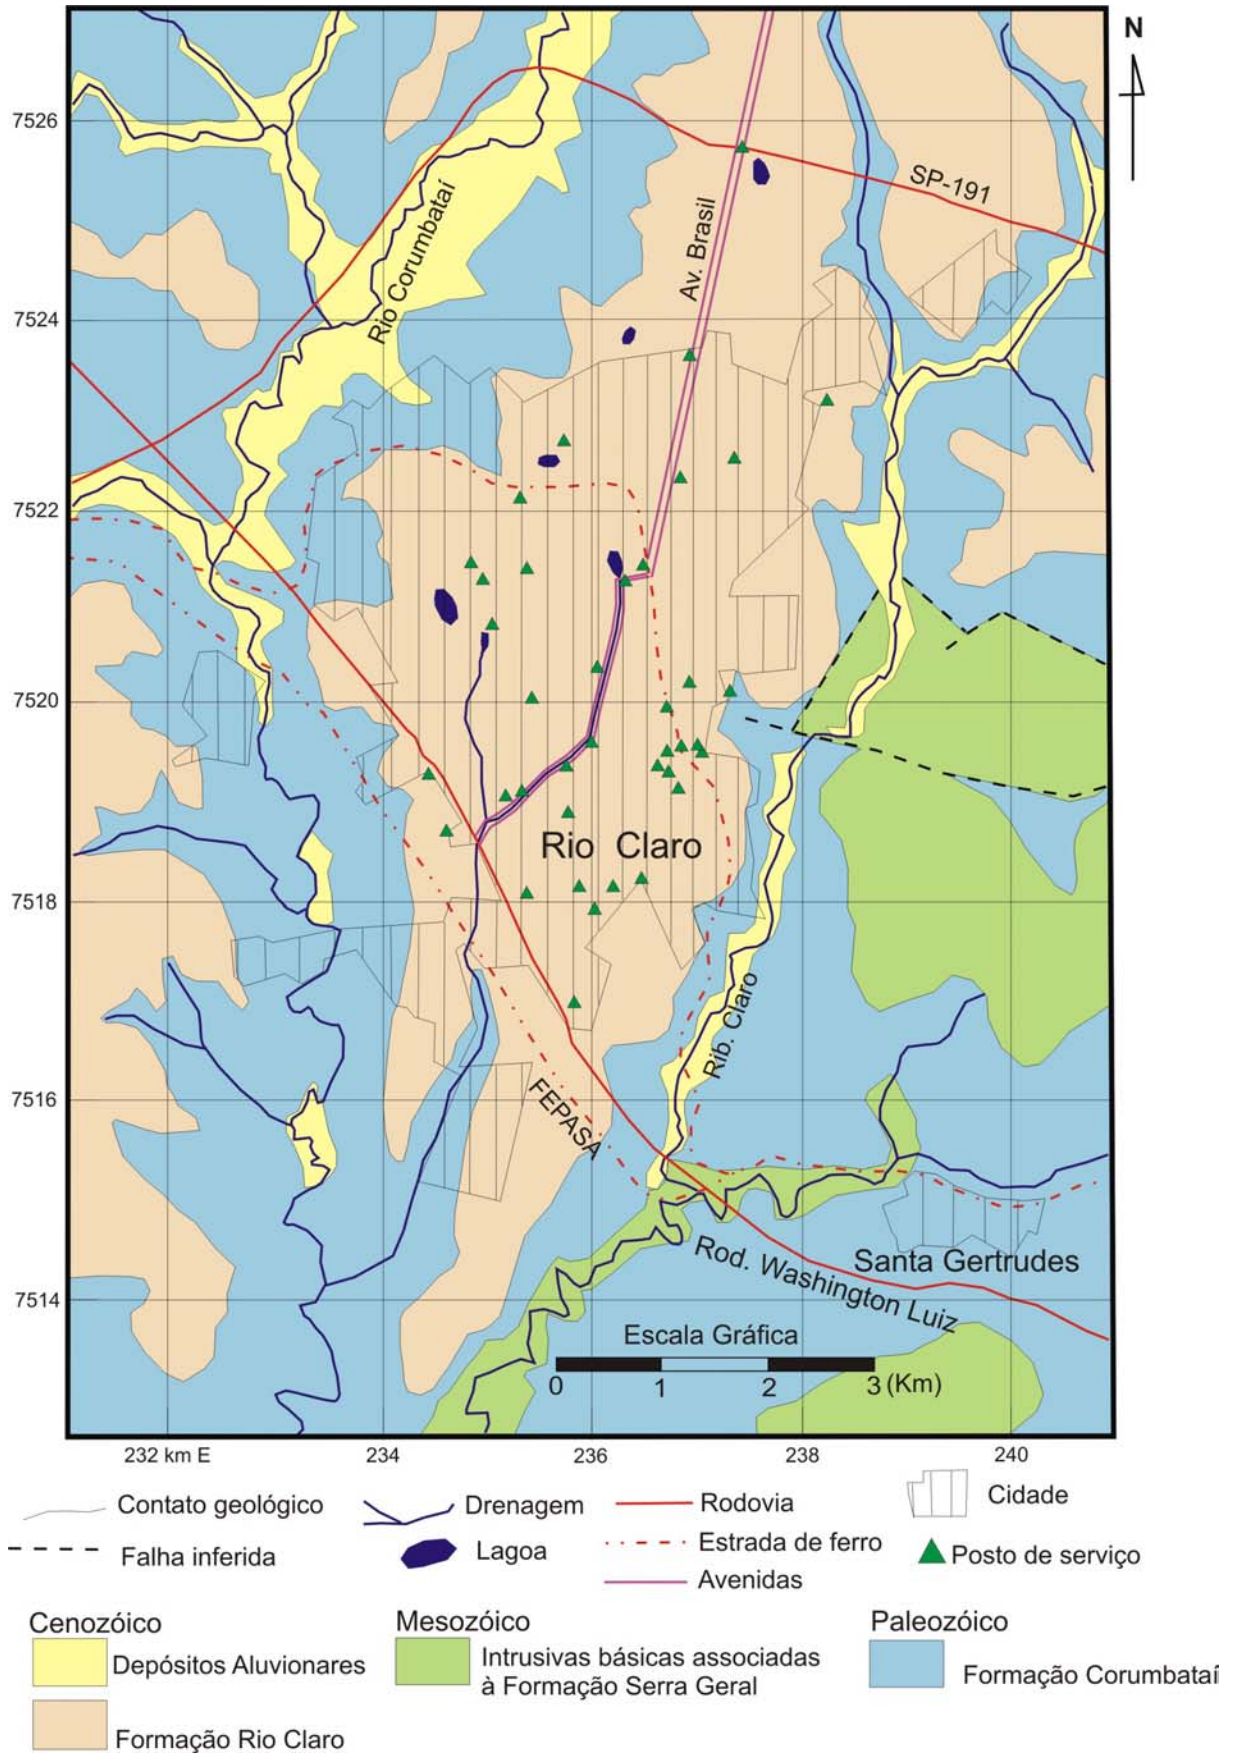 N
7526
SP-191
Rio Corumbataí
Av. Brasil
7524
7522
7520
Rio Claro
7518
Rib. Claro
7516
FEPASA
Santa Gertrudes
Rod. Washington Luiz
7514
Escala Gráfica
0 1 2 3 (Km)
232 km E 234 236 238 240
Contato geológico Drenagem Rodovia Cidade
Falha inferida Lagoa Estrada de ferro Posto de serviço
Avenidas
Cenozóico Mesozóico Paleozóico
Depósitos Aluvionares Intrusivas básicas associadas
à Formação Serra Geral Formação Corumbataí
Formação Rio Claro